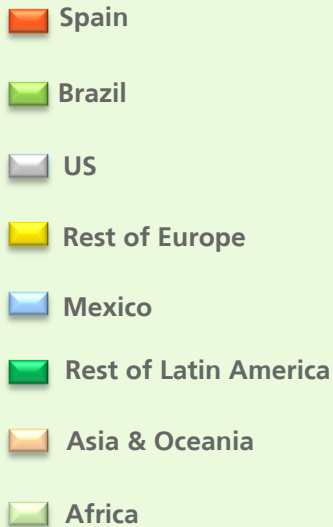 Spain
Brazil
US
Rest of Europe
Mexico
Rest of Latin America
Asia & Oceania
Africa